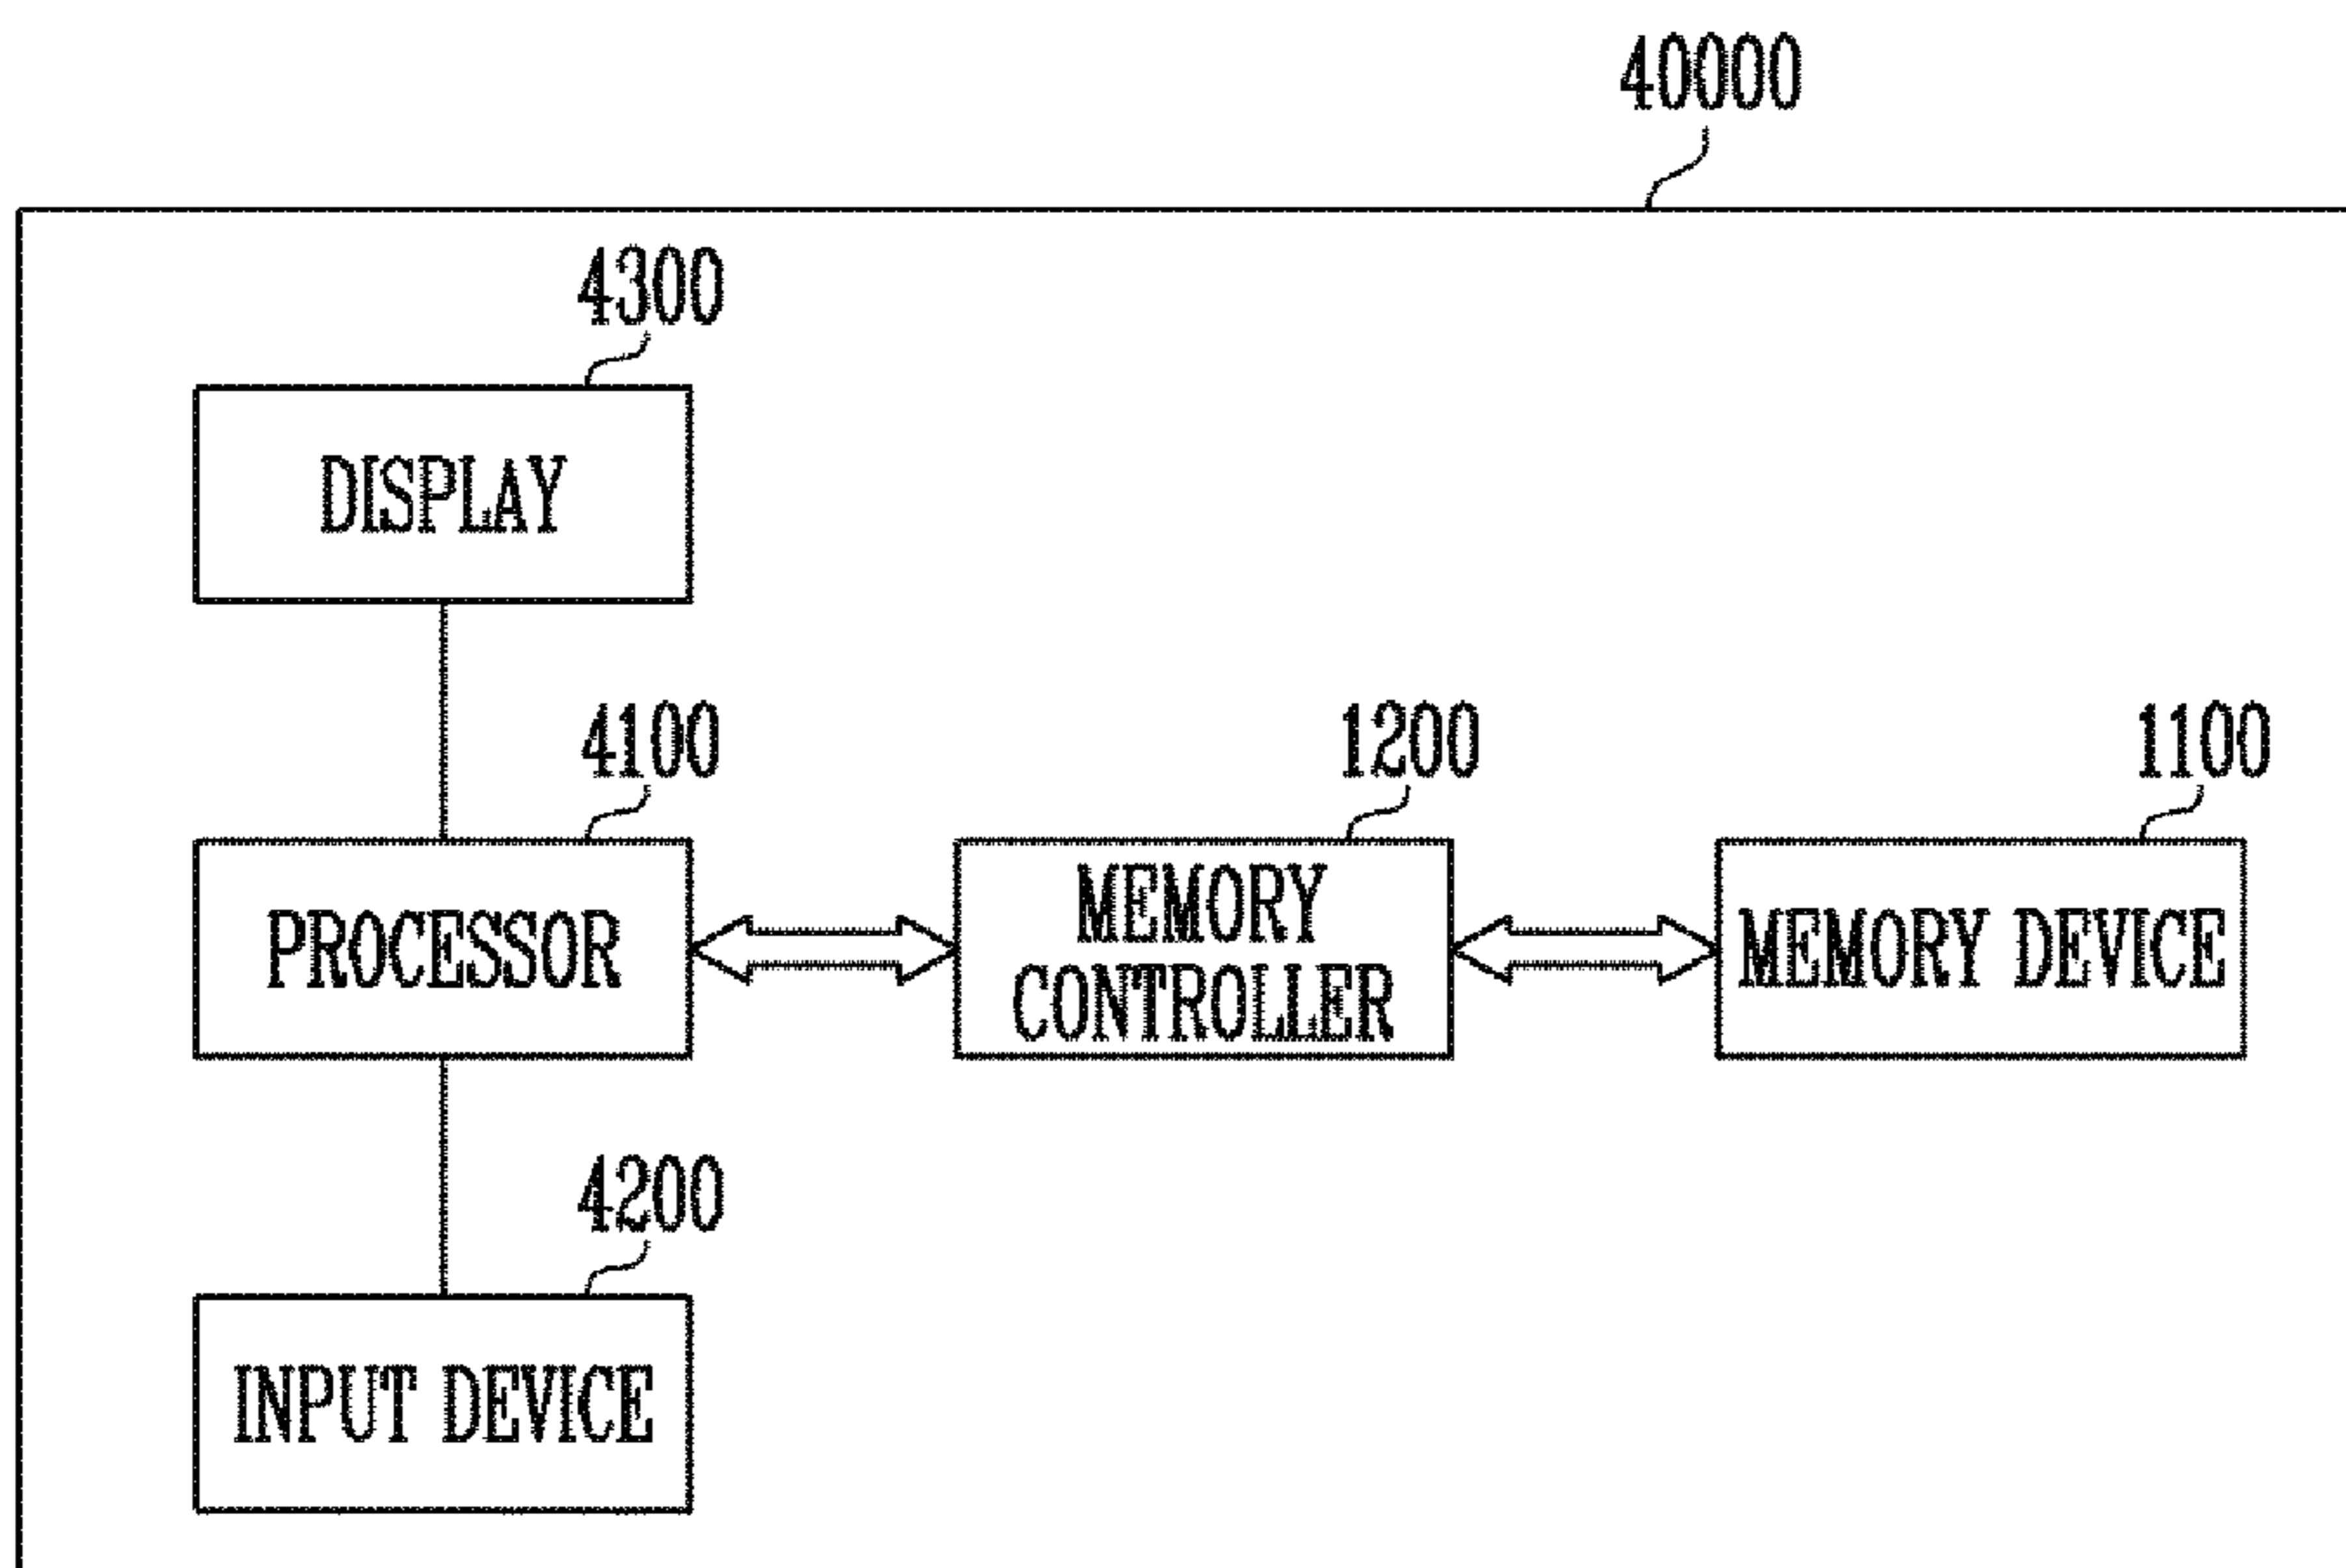 40000
4300
DISPLAY
4100
PROCESSOR
1200
MEMORY
CONTROLLER
1100
MEMORY DEVICE
4200
INPUT DEVICE